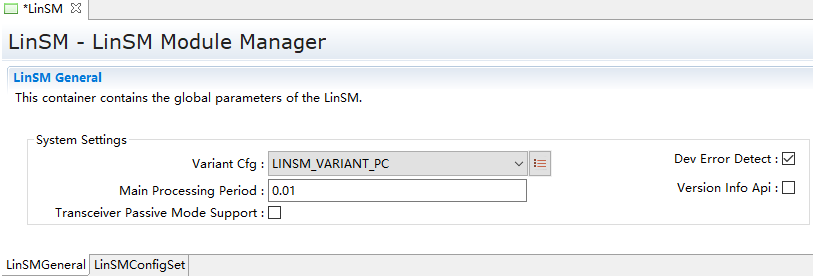 *LinSM
LinSM - LinSM Module Manager
LinSM General
This container contains the global parameters of the LinSM.
System Settings
Variant Cfg : LINSM_VARIANT_PC
Dev Error Detect :
Main Processing Period : 0.01
Version Info Api :
Transceiver Passive Mode Support :
LinSMGeneral LinSMConfigSet